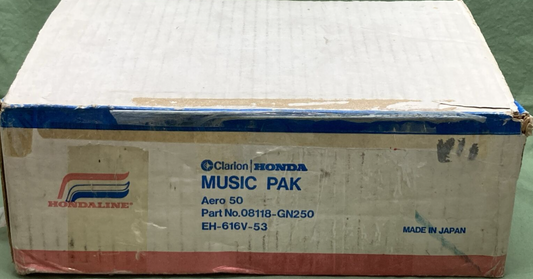 Clarion | HONDA
MUSIC PAK
Aero 50
Part No.08118-GN250
EH-616V-53
HONDALINE
MADE IN JAPAN